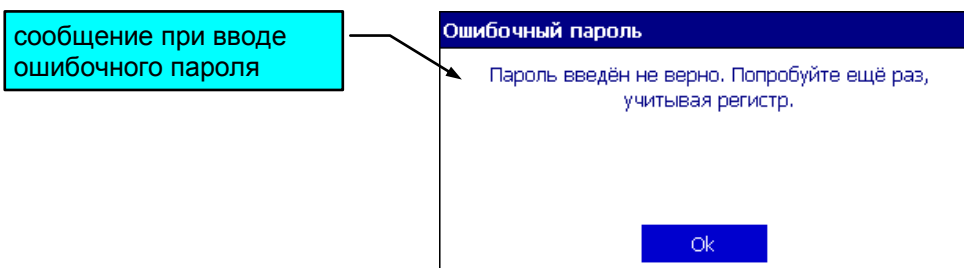 сообщение при вводе
ошибочного пароля
Ошибочный пароль
Пароль введён не верно. Попробуйте ещё раз,
учитывая регистр.
Ok